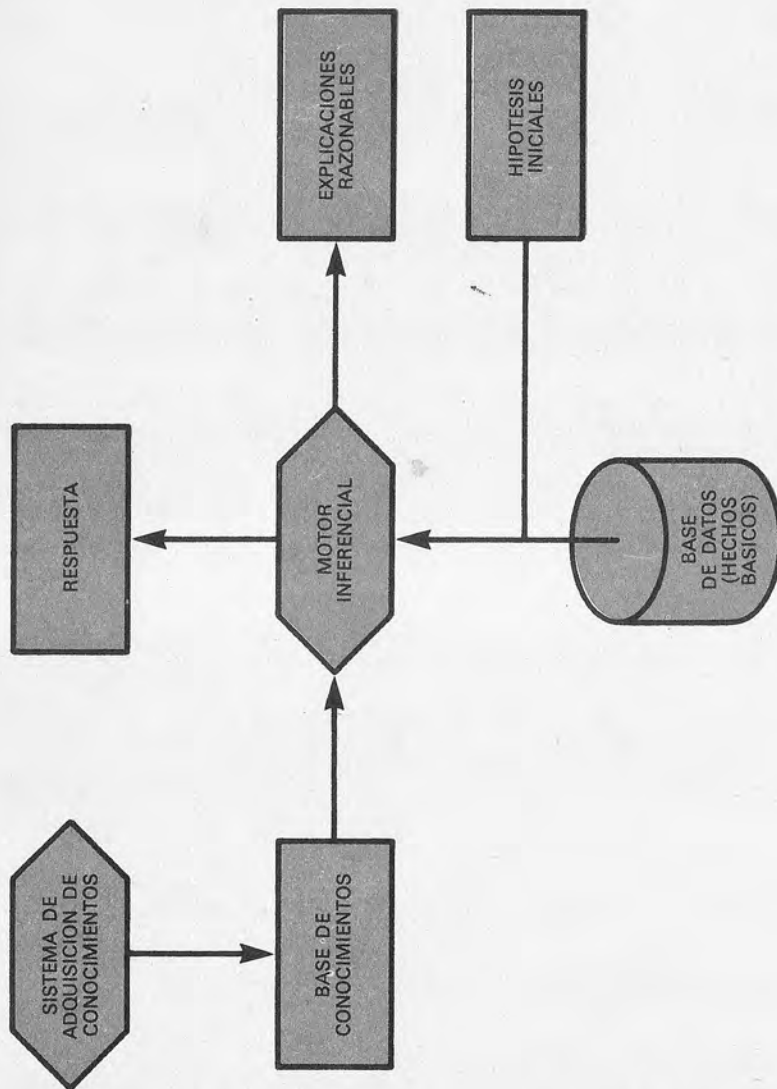 SISTEMA DE
ADQUISICION DE
CONOCIMIENTOS
RESPUESTA
BASE DE
CONOCIMIENTOS
MOTOR
INFERENCIAL
EXPLICACIONES
RAZONABLES
BASE
DE DATOS
(HECHOS
BASICOS)
HIPOTESIS
INICIALES